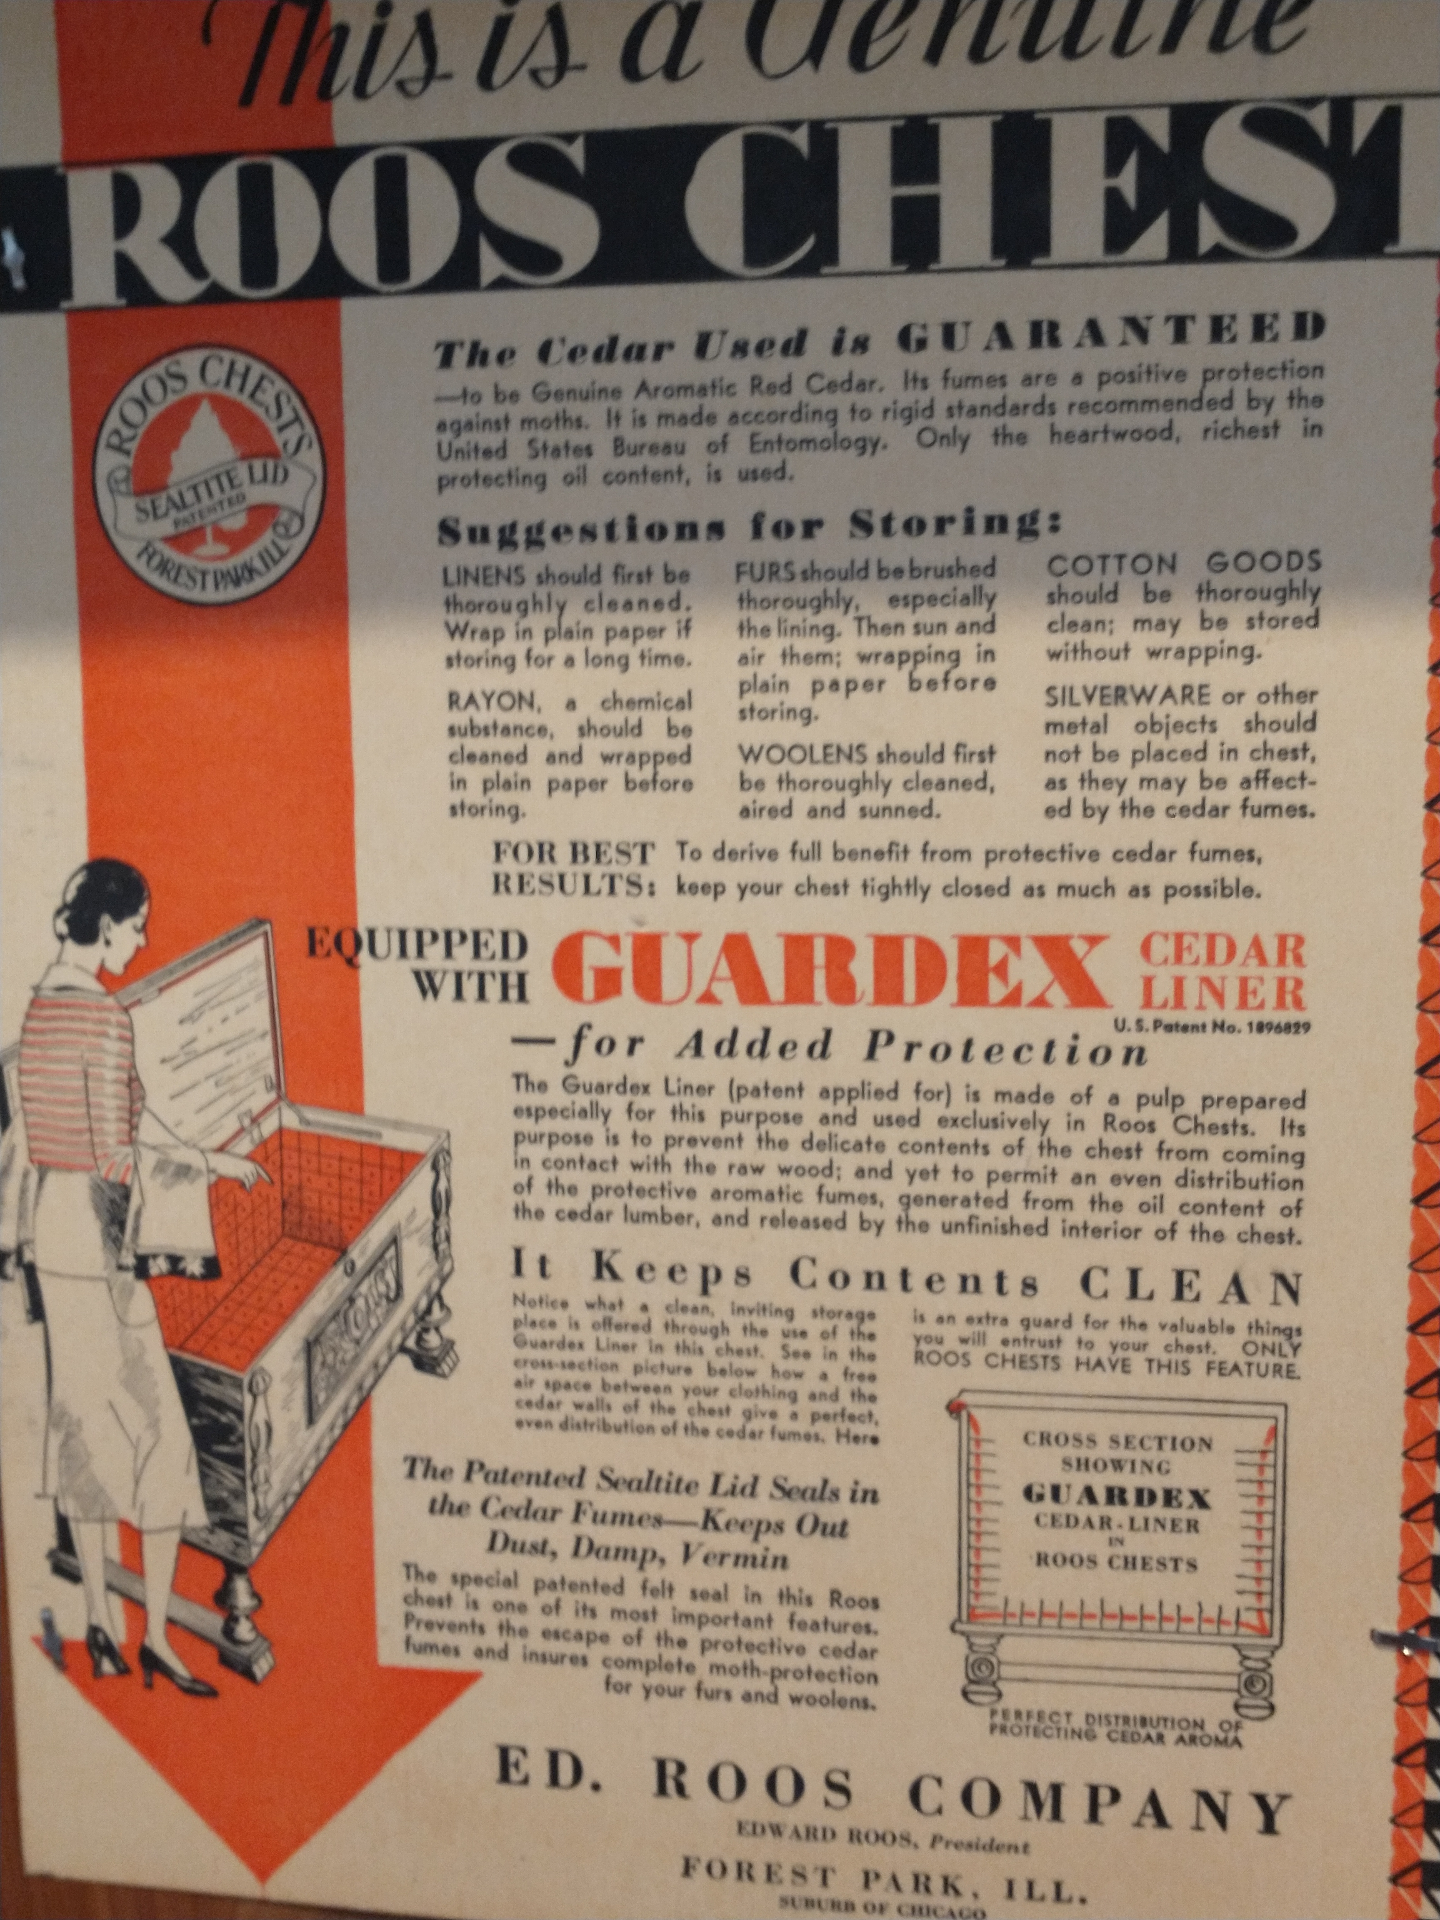 This is a Genuine
ROOS CHEST
ROOS CHESTS
SEALTITE LID
PATENTED
FOREST PARK, ILL.
The Cedar Used is GUARANTEED
—to be Genuine Aromatic Red Cedar. Its fumes are a positive protection
against moths. It is made according to rigid standards recommended by the
United States Bureau of Entomology. Only the heartwood, richest in
protecting oil content, is used.
Suggestions for Storing:
LINENS should first be
thoroughly cleaned.
Wrap in plain paper if
storing for a long time.
RAYON, a chemical
substance, should be
cleaned and wrapped
in plain paper before
storing.
FURS should be brushed
thoroughly, especially
the lining. Then sun and
air them; wrapping in
plain paper before
storing.
WOOLENS should first
be thoroughly cleaned,
aired and sunned.
COTTON GOODS
should be thoroughly
clean; may be stored
without wrapping.
SILVERWARE or other
metal objects should
not be placed in chest,
as they may be affect-
ed by the cedar fumes.
FOR BEST To derive full benefit from protective cedar fumes,
RESULTS: keep your chest tightly closed as much as possible.
EQUIPPED
WITH
GUARDEX
CEDAR
LINER
U. S. Patent No. 1896829
—for Added Protection
The Guardex Liner (patent applied for) is made of a pulp prepared
especially for this purpose and used exclusively in Roos Chests. Its
purpose is to prevent the delicate contents of the chest from coming
in contact with the raw wood; and yet to permit an even distribution
of the protective aromatic fumes, generated from the oil content of
the cedar lumber, and released by the unfinished interior of the chest.
It Keeps Contents CLEAN
Notice what a clean, inviting storage
place is offered through the use of the
Guardex Liner in this chest. See in the
cross-section picture below how a free
air space between your clothing and the
cedar walls of the chest give a perfect,
even distribution of the cedar fumes. Here
is an extra guard for the valuable things
you will entrust to your chest. ONLY
ROOS CHESTS HAVE THIS FEATURE.
CROSS SECTION
SHOWING
GUARDEX
CEDAR-LINER
IN
ROOS CHESTS
PERFECT DISTRIBUTION OF
PROTECTING CEDAR AROMA
The Patented Sealtite Lid Seals in
the Cedar Fumes—Keeps Out
Dust, Damp, Vermin
The special patented felt seal in this Roos
chest is one of its most important features.
Prevents the escape of the protective cedar
fumes and insures complete moth-protection
for your furs and woolens.
ED. ROOS COMPANY
EDWARD ROOS, President
FOREST PARK, ILL.
SUBURB OF CHICAGO